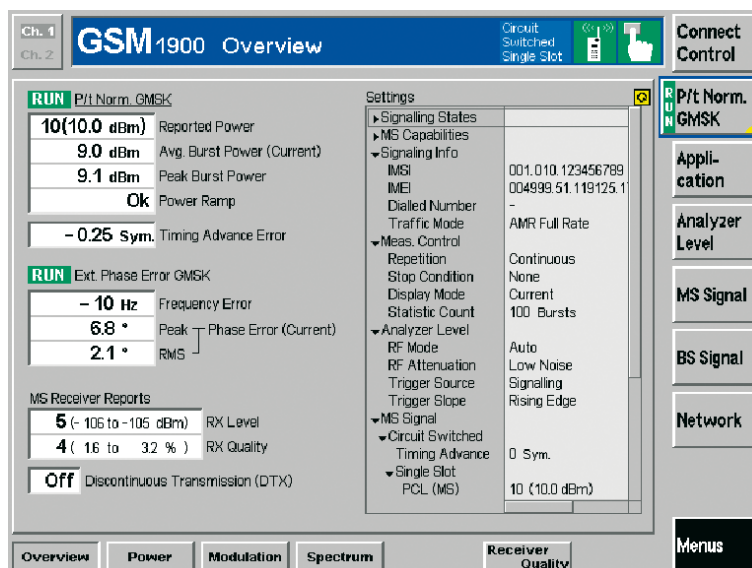 Ch. 1
Ch. 2
GSM 1900 Overview
Circuit
Switched
Single Slot
Connect
Control
RUN P/t Norm. GMSK
10(10.0 dBm) Reported Power
9.0 dBm Avg. Burst Power (Current)
9.1 dBm Peak Burst Power
Ok Power Ramp
- 0.25 Sym. Timing Advance Error
RUN Ext. Phase Error GMSK
- 10 Hz Frequency Error
6.8 ° Peak Phase Error (Current)
2.1 ° RMS
MS Receiver Reports
5 (- 106 to -105 dBm) RX Level
4 ( 1.6 to 3.2 % ) RX Quality
Off Discontinuous Transmission (DTX)
Settings
Signalling States
MS Capabilities
Signaling Info
IMSI 001.010.123456789
IMEI 004999.51.119125.1
Dialled Number -
Traffic Mode AMR Full Rate
Meas. Control
Repetition Continuous
Stop Condition None
Display Mode Current
Statistic Count 100 Bursts
Analyzer Level
RF Mode Auto
RF Attenuation Low Noise
Trigger Source Signalling
Trigger Slope Rising Edge
MS Signal
Circuit Switched
Timing Advance 0 Sym.
Single Slot
PCL (MS) 10 (10.0 dBm)
RUN
P/t Norm.
GMSK
Appli-
cation
Analyzer
Level
MS Signal
BS Signal
Network
Menus
Overview Power Modulation Spectrum Receiver
Quality